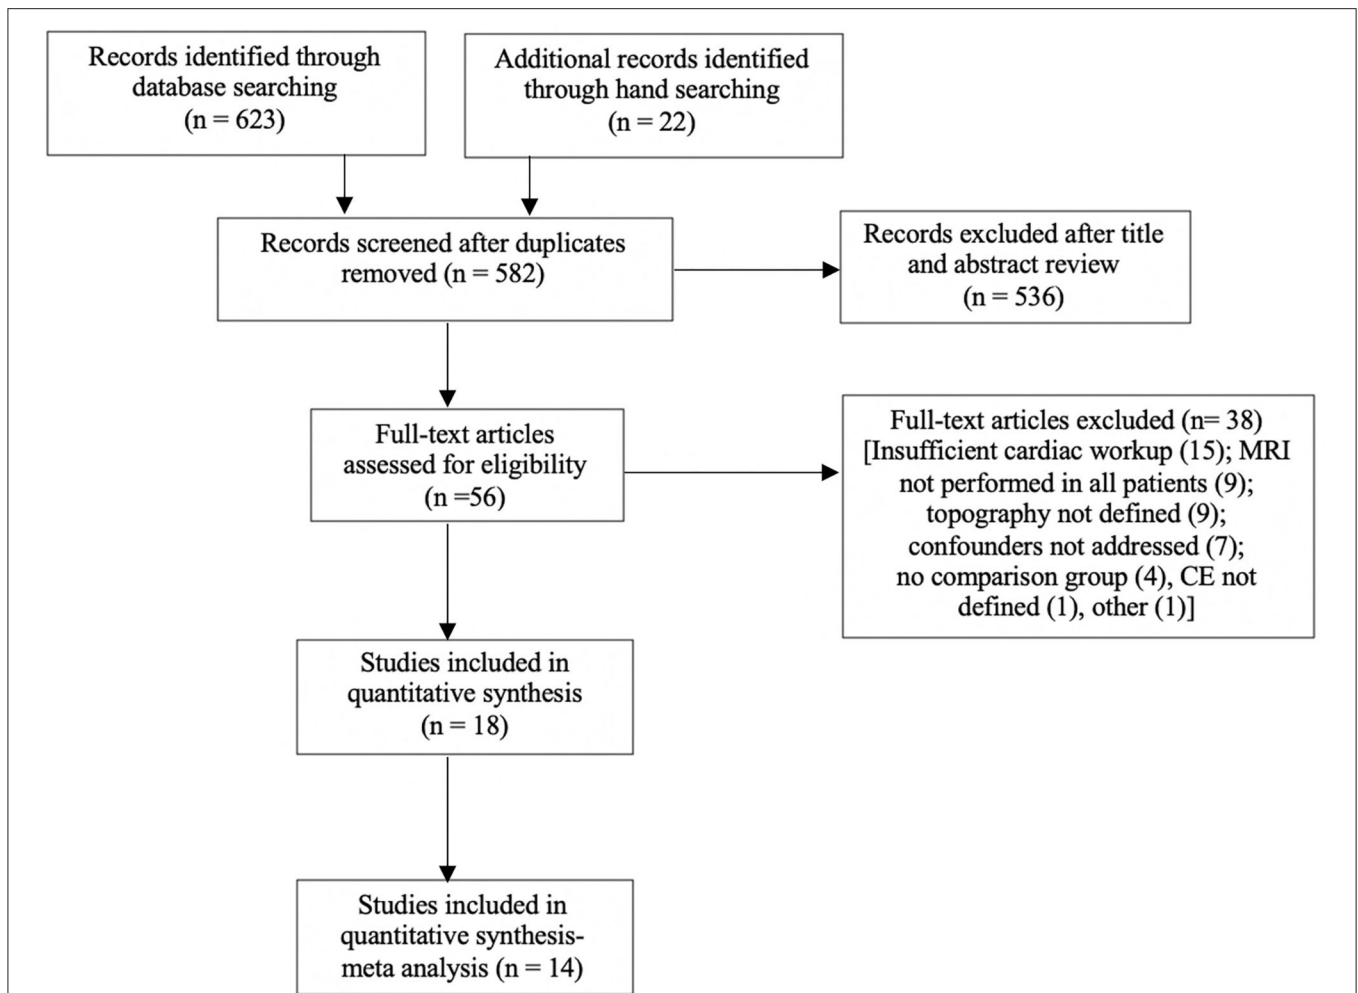 Records identified through
database searching
(n = 623)
Additional records identified
through hand searching
(n = 22)
Records screened after duplicates
removed (n = 582)
Records excluded after title
and abstract review
(n = 536)
Full-text articles
assessed for eligibility
(n =56)
Full-text articles excluded (n= 38)
[Insufficient cardiac workup (15); MRI
not performed in all patients (9);
topography not defined (9);
confounders not addressed (7);
no comparison group (4), CE not
defined (1), other (1)]
Studies included in
quantitative synthesis
(n = 18)
Studies included in
quantitative synthesis-
meta analysis (n = 14)